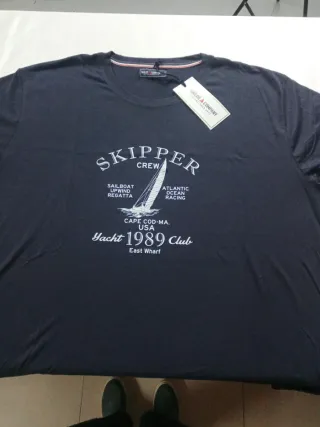 SKIPPER
CREW
SAILBOAT
UPWIND
REGATTA
ATLANTIC
OCEAN
RACING
CAPE COD-MA.
USA
Yacht 1989 Club
East Wharf